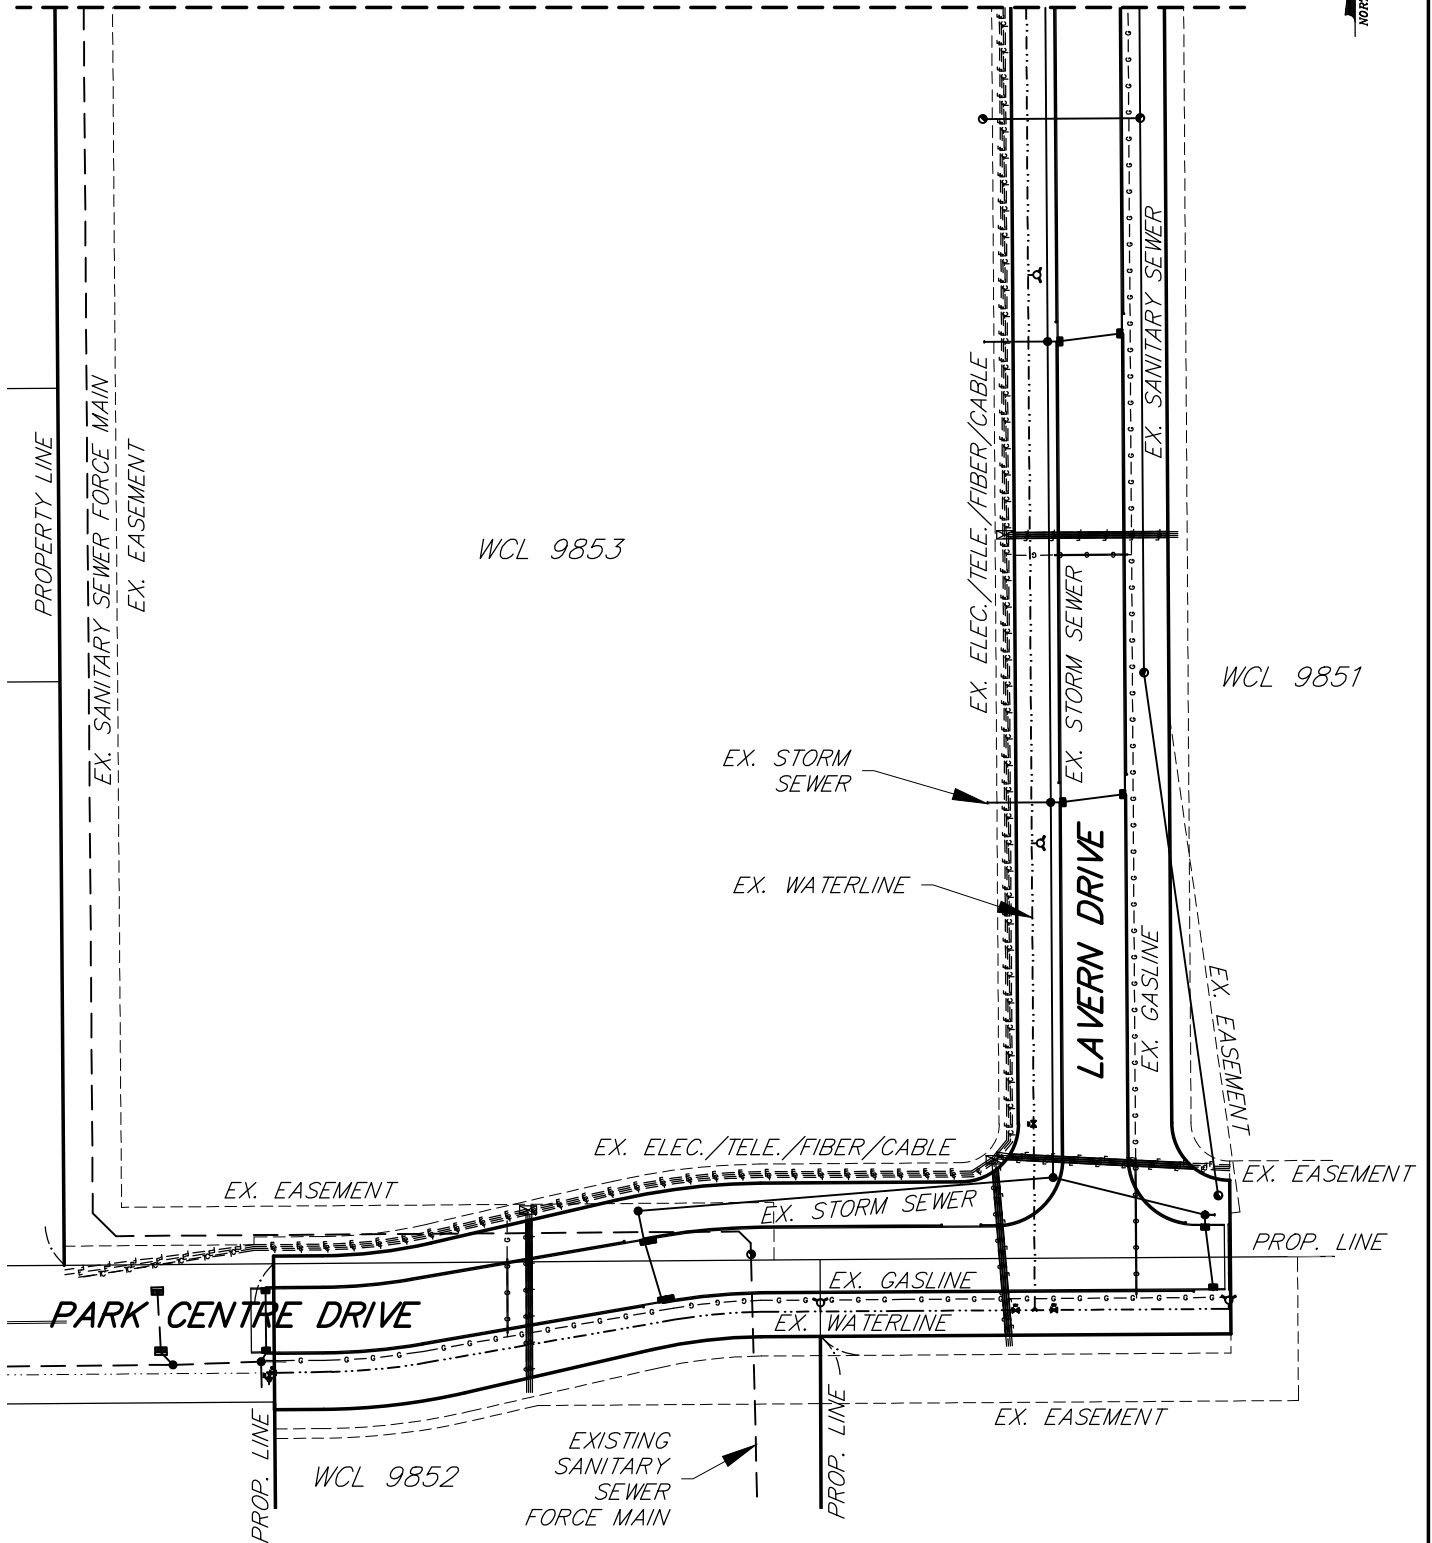 EX. SANITARY SEWER
EX. ELEC./TELE./FIBER/CABLE
PROPERTY LINE
EX. SANITARY SEWER FORCE MAIN
EX. EASEMENT
WCL 9853
EX. STORM SEWER
WCL 9851
EX. STORM
SEWER
EX. WATERLINE
LAVERN DRIVE
EX. GASLINE
EX. EASEMENT
EX. ELEC./TELE./FIBER/CABLE
EX. EASEMENT
EX. EASEMENT
EX. STORM SEWER
PROP. LINE
EX. GASLINE
PARK CENTRE DRIVE
EX. WATERLINE
PROP. LINE
PROP. LINE
EX. EASEMENT
WCL 9852
EXISTING
SANITARY
SEWER
FORCE MAIN